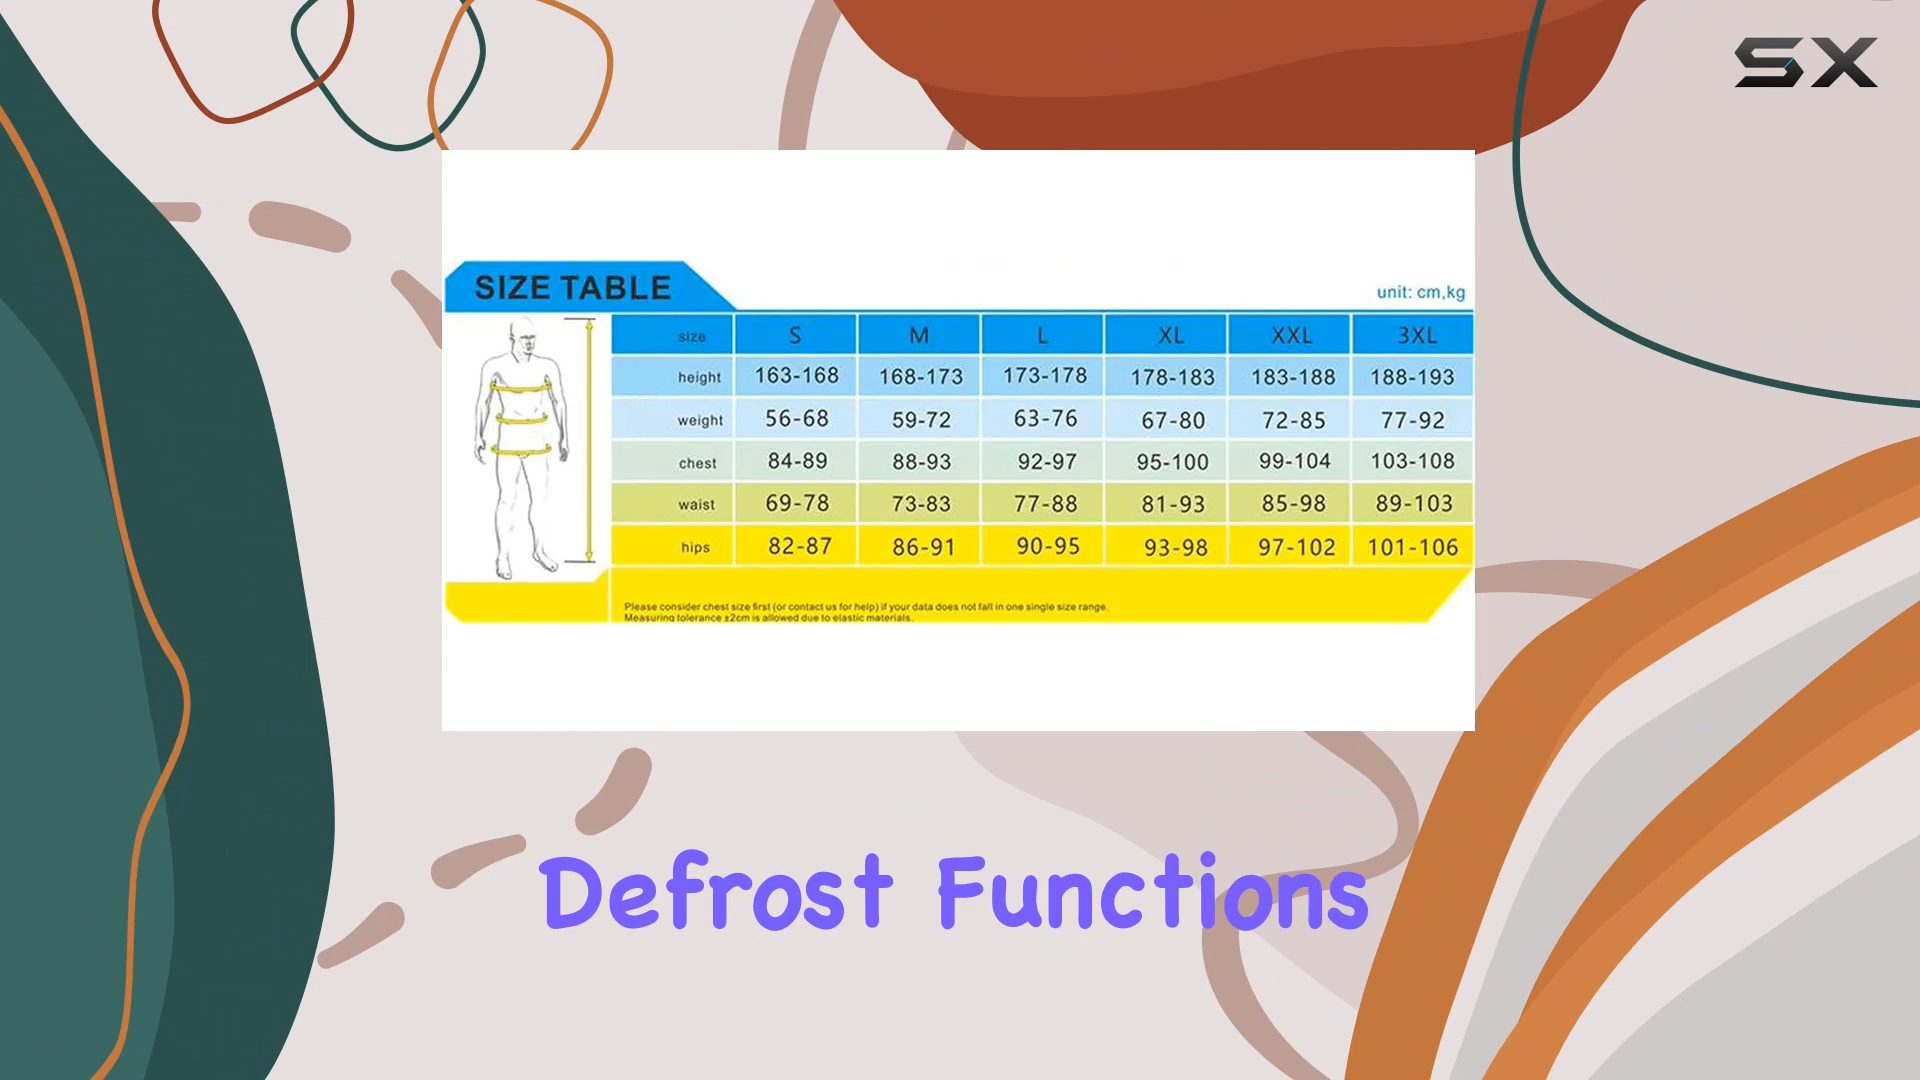 SX
SIZE TABLE
unit: cm,kg
size S M L XL XXL 3XL
height 163-168 168-173 173-178 178-183 183-188 188-193
weight 56-68 59-72 63-76 67-80 72-85 77-92
chest 84-89 88-93 92-97 95-100 99-104 103-108
waist 69-78 73-83 77-88 81-93 85-98 89-103
hips 82-87 86-91 90-95 93-98 97-102 101-106
Please consider chest size first (or contact us for help) if your data does not fall in one single size range.
Measuring tolerance ±2cm is allowed due to elastic materials.
Defrost Functions